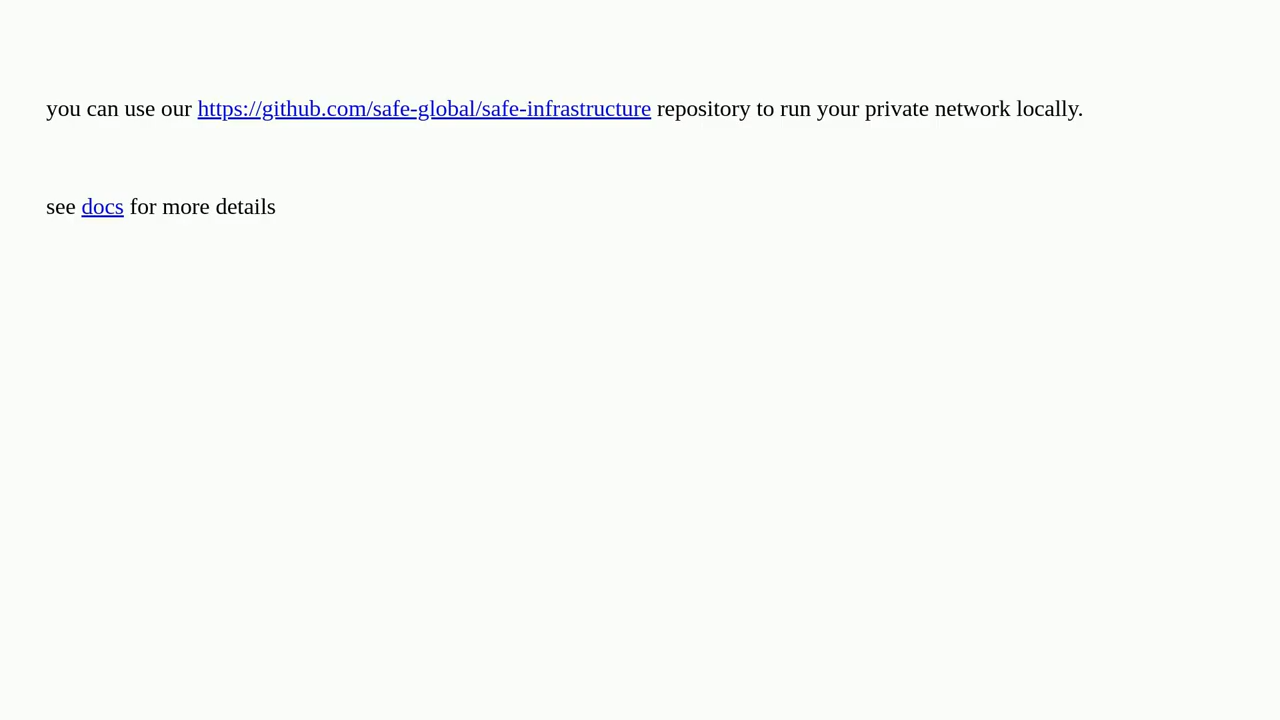 you can use our https://github.com/safe-global/safe-infrastructure repository to run your private network locally.
see docs for more details